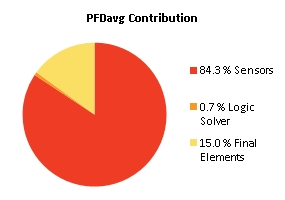 PFDavg Contribution
84.3 % Sensors
0.7 % Logic
Solver
15.0 % Final
Elements